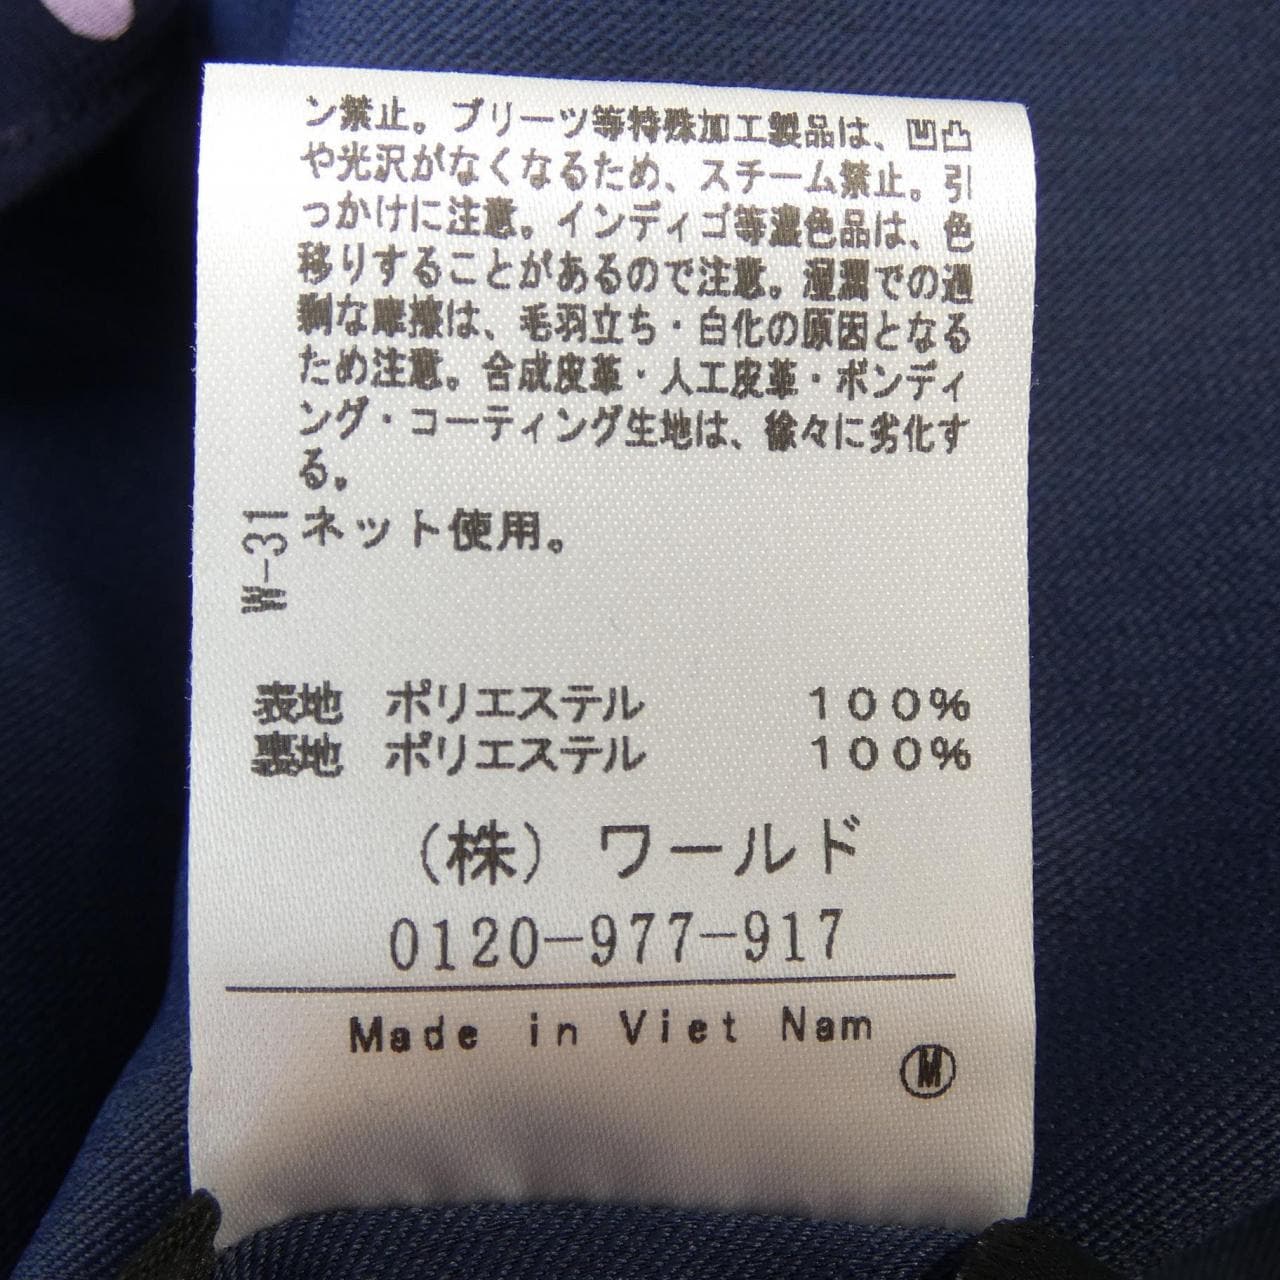 ン禁止。プリーツ等特殊加工製品は、凹凸
や光沢がなくなるため、スチーム禁止。引
っかけに注意。インディゴ等濃色品は、色
移りすることがあるので注意。湿潤での過
剰な摩擦は、毛羽立ち・白化の原因となる
ため注意。合成皮革・人工皮革・ボンディ
ング・コーティング生地は、徐々に劣化す
る。
ネット使用。
W-31
表地 ポリエステル 100%
裏地 ポリエステル 100%
(株) ワールド
0120-977-917
Made in Viet Nam
M